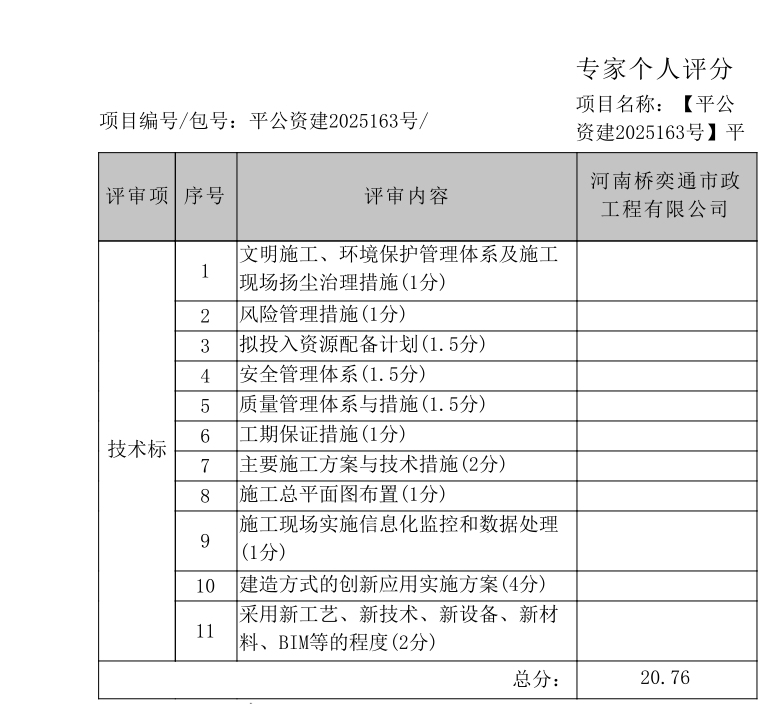 专家个人评分
项目编号/包号：平公资建2025163号/
项目名称：【平公
资建2025163号】平
评审项 序号 评审内容 河南桥奕通市政
工程有限公司
技术标
1 文明施工、环境保护管理体系及施工
现场扬尘治理措施(1分)
2 风险管理措施(1分)
3 拟投入资源配备计划(1.5分)
4 安全管理体系(1.5分)
5 质量管理体系与措施(1.5分)
6 工期保证措施(1分)
7 主要施工方案与技术措施(2分)
8 施工总平面图布置(1分)
9 施工现场实施信息化监控和数据处理
(1分)
10 建造方式的创新应用实施方案(4分)
11 采用新工艺、新技术、新设备、新材
料、BIM等的程度(2分)
总分： 20.76